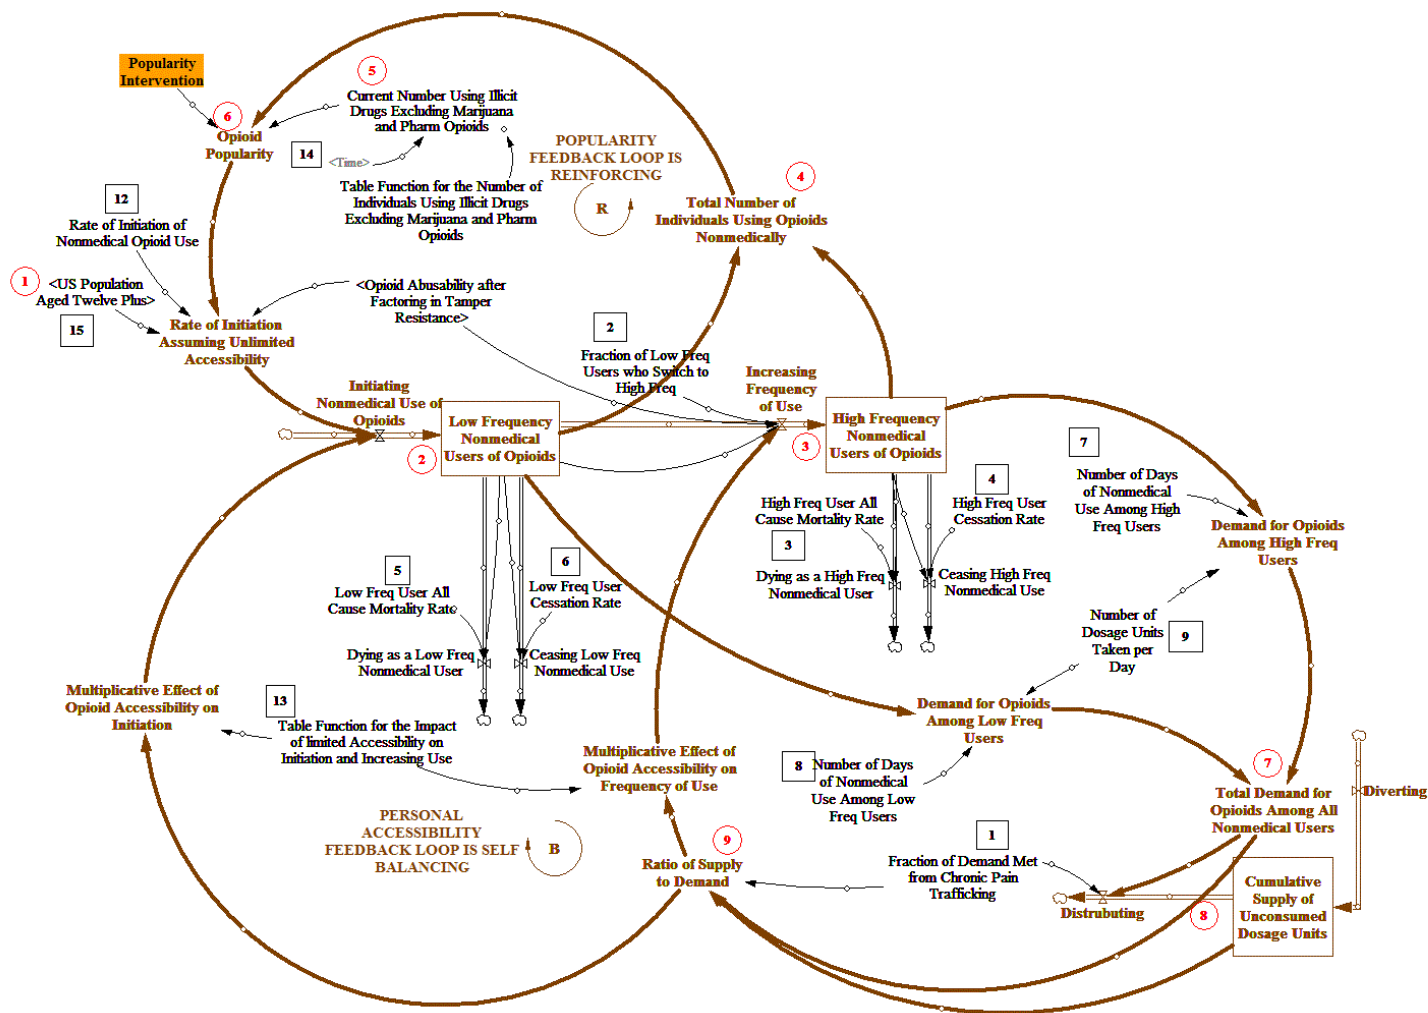 Popularity
Intervention
5
Current Number Using Illicit
Drugs Excluding Marijuana
and Pharm Opioids
6
Opioid
Popularity
14
<Time>
POPULARITY
FEEDBACK LOOP IS
REINFORCING
R
Table Function for the Number of
Individuals Using Illicit Drugs
Excluding Marijuana and Pharm
Opioids
4
Total Number of
Individuals Using Opioids
Nonmedically
12
Rate of Initiation of
Nonmedical Opioid Use
1
<US Population
Aged Twelve Plus>
15
<Opioid Abusability after
Factoring in Tamper
Resistance>
Rate of Initiation
Assuming Unlimited
Accessibility
2
Fraction of Low Freq
Users who Switch to
High Freq
Increasing
Frequency
of Use
Initiating
Nonmedical Use of
Opioids
Low Frequency
Nonmedical
Users of Opioids
2
3
High Frequency
Nonmedical
Users of Opioids
7
Number of Days
of Nonmedical
Use Among High
Freq Users
Demand for Opioids
Among High Freq
Users
High Freq User All
Cause Mortality Rate
3
4
High Freq User
Cessation Rate
Dying as a High Freq
Nonmedical User
Ceasing High Freq
Nonmedical Use
5
Low Freq User All
Cause Mortality Rate
6
Low Freq User
Cessation Rate
Dying as a Low Freq
Nonmedical User
Ceasing Low Freq
Nonmedical Use
Number of
Dosage Units
Taken per
Day
9
Multiplicative Effect of
Opioid Accessibility on
Initiation
13
Table Function for the Impact
of limited Accessibility on
Initiation and Increasing Use
Demand for Opioids
Among Low Freq
Users
Multiplicative Effect of
Opioid Accessibility on
Frequency of Use
8
Number of Days
of Nonmedical
Use Among Low
Freq Users
7
Total Demand for
Opioids Among All
Nonmedical Users
Diverting
PERSONAL
ACCESSIBILITY
FEEDBACK LOOP IS SELF
BALANCING
B
9
Ratio of Supply
to Demand
1
Fraction of Demand Met
from Chronic Pain
Trafficking
Distrubuting
8
Cumulative
Supply of
Unconsumed
Dosage Units